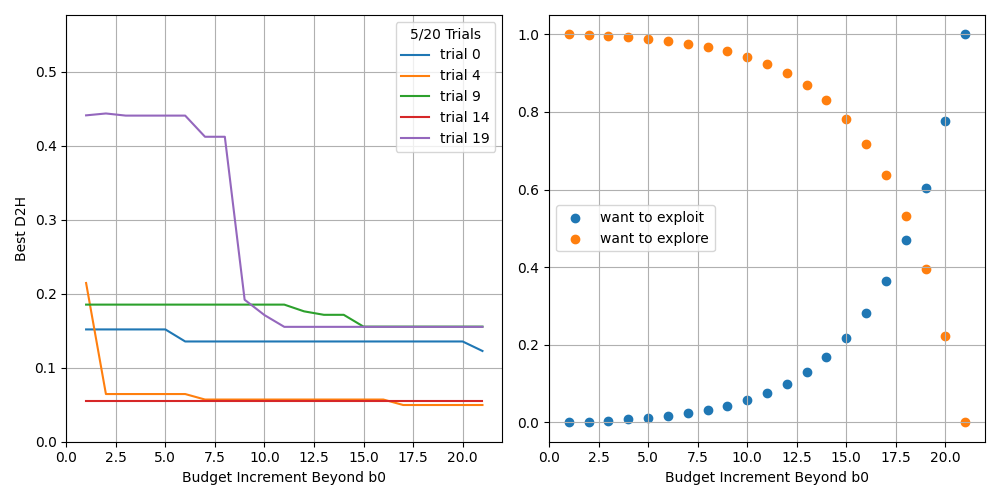 5/20 Trials
trial 0
trial 4
trial 9
trial 14
trial 19
Best D2H
0.5
0.4
0.3
0.2
0.1
0.0
0.0 2.5 5.0 7.5 10.0 12.5 15.0 17.5 20.0
Budget Increment Beyond b0
want to exploit
want to explore
1.0
0.8
0.6
0.4
0.2
0.0
0.0 2.5 5.0 7.5 10.0 12.5 15.0 17.5 20.0
Budget Increment Beyond b0